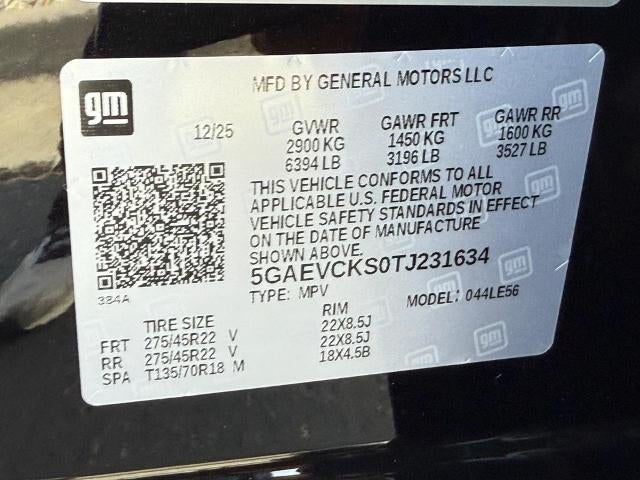 MFD BY GENERAL MOTORS LLC
gm
12/25 GVWR GAWR FRT GAWR RR
2900 KG 1450 KG 1600 KG
6394 LB 3196 LB 3527 LB
THIS VEHICLE CONFORMS TO ALL
APPLICABLE U.S. FEDERAL MOTOR
VEHICLE SAFETY STANDARDS IN EFFECT
ON THE DATE OF MANUFACTURE
SHOWN ABOVE.
5GAEVCKS0TJ231634
334A
TYPE: MPV MODEL: 044LE56
TIRE SIZE RIM
FRT 275/45R22 V 22X8.5J
RR 275/45R22 V 22X8.5J
SPA T135/70R18 M 18X4.5B